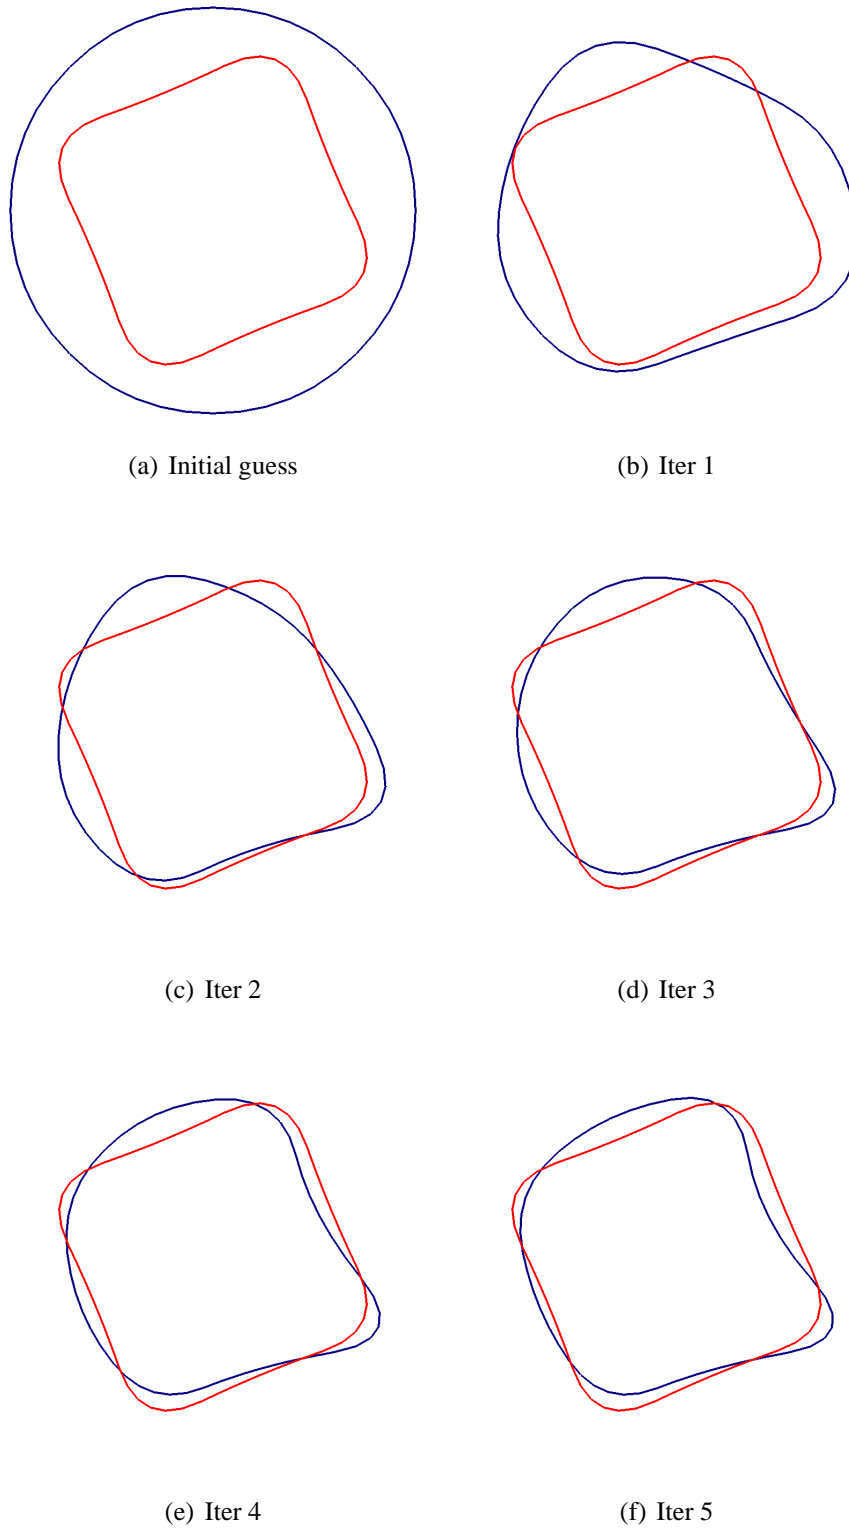 (a) Initial guess
(b) Iter 1
(c) Iter 2
(d) Iter 3
(e) Iter 4
(f) Iter 5